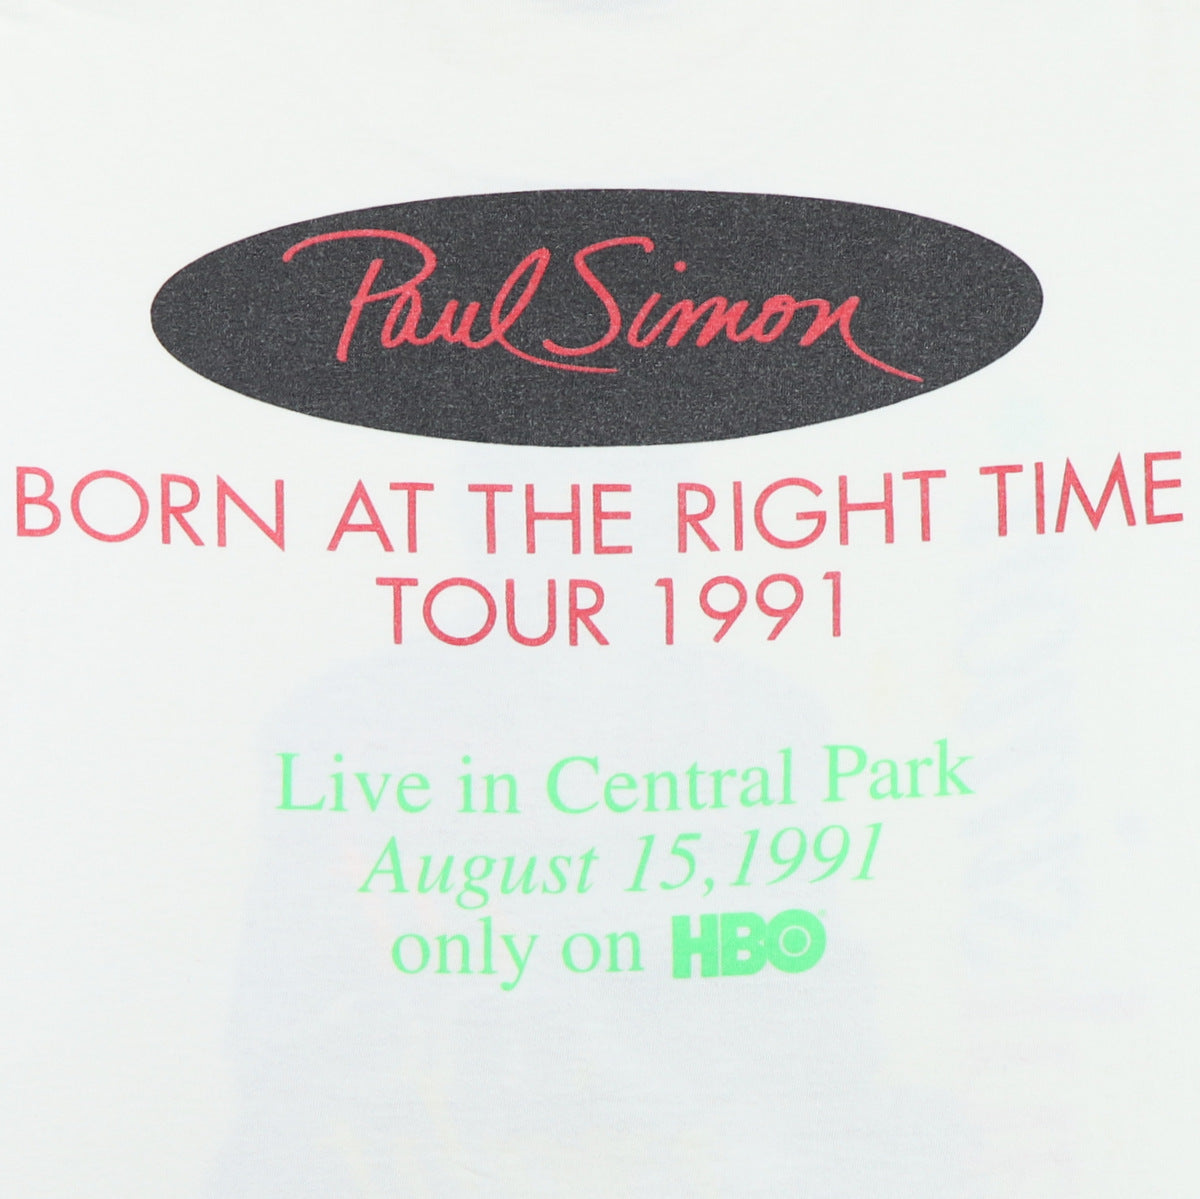 Paul Simon
BORN AT THE RIGHT TIME
TOUR 1991
Live in Central Park
August 15, 1991
only on HBO